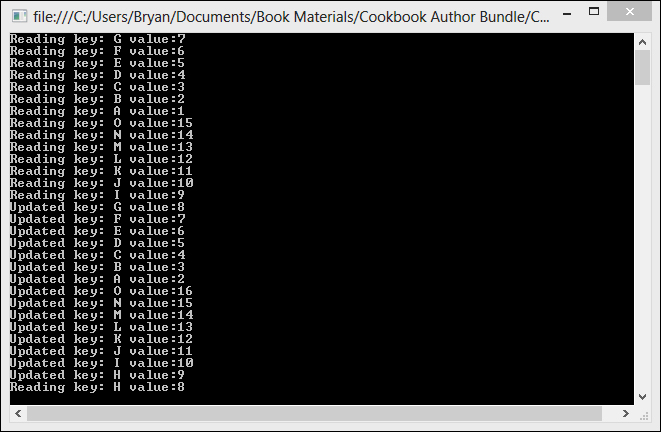 file:///C:/Users/Bryan/Documents/Book Materials/Cookbook Author Bundle/C...
Reading key: G value:7
Reading key: F value:6
Reading key: E value:5
Reading key: D value:4
Reading key: C value:3
Reading key: B value:2
Reading key: A value:1
Reading key: O value:15
Reading key: N value:14
Reading key: M value:13
Reading key: L value:12
Reading key: K value:11
Reading key: J value:10
Reading key: I value:9
Updated key: G value:8
Updated key: F value:7
Updated key: E value:6
Updated key: D value:5
Updated key: C value:4
Updated key: B value:3
Updated key: A value:2
Updated key: O value:16
Updated key: N value:15
Updated key: M value:14
Updated key: L value:13
Updated key: K value:12
Updated key: J value:11
Updated key: I value:10
Updated key: H value:9
Reading key: H value:8